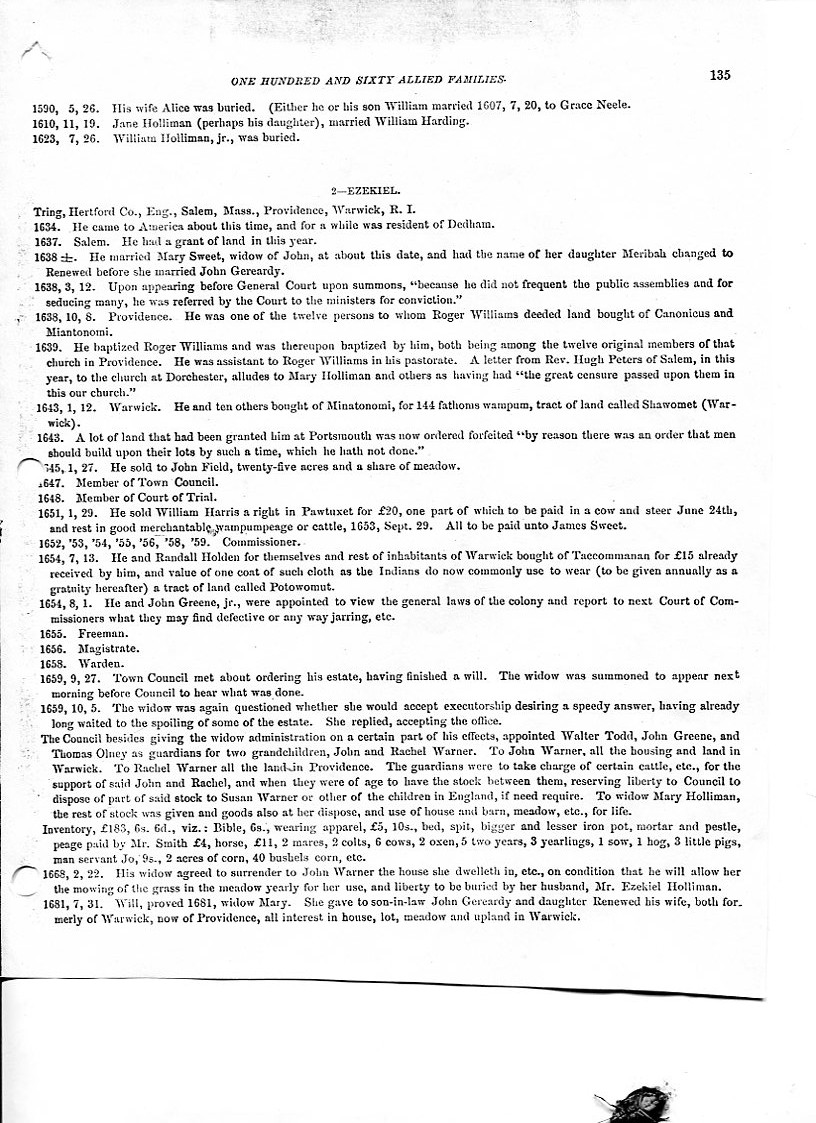 ONE HUNDRED AND SIXTY ALLIED FAMILIES. 135
1590, 5, 26. His wife Alice was buried. (Either he or his son William married 1607, 7, 20, to Grace Neele.
1610, 11, 19. Jane Holliman (perhaps his daughter), married William Harding.
1623, 7, 26. William Holliman, jr., was buried.
2—EZEKIEL.
Tring, Hertford Co., Eng., Salem, Mass., Providence, Warwick, R. I.
1634. He came to America about this time, and for a while was resident of Dedham.
1637. Salem. He had a grant of land in this year.
1638 ±. He married Mary Sweet, widow of John, at about this date, and had the name of her daughter Meribah changed to
Renewed before she married John Gereardy.
1638, 3, 12. Upon appearing before General Court upon summons, "because he did not frequent the public assemblies and for
seducing many, he was referred by the Court to the ministers for conviction."
1638, 10, 8. Providence. He was one of the twelve persons to whom Roger Williams deeded land bought of Canonicus and
Miantonomi.
1639. He baptized Roger Williams and was thereupon baptized by him, both being among the twelve original members of that
church in Providence. He was assistant to Roger Williams in his pastorate. A letter from Rev. Hugh Peters of Salem, in this
year, to the church at Dorchester, alludes to Mary Holliman and others as having had "the great censure passed upon them in
this our church."
1643, 1, 12. Warwick. He and ten others bought of Minatonomi, for 144 fathoms wampum, tract of land called Shawomet (War-
wick).
1643. A lot of land that had been granted him at Portsmouth was now ordered forfeited "by reason there was an order that men
should build upon their lots by such a time, which he hath not done."
45, 1, 27. He sold to John Field, twenty-five acres and a share of meadow.
1647. Member of Town Council.
1648. Member of Court of Trial.
1651, 1, 29. He sold William Harris a right in Pawtuxet for £20, one part of which to be paid in a cow and steer June 24th,
and rest in good merchantable wampumpeage or cattle, 1653, Sept. 29. All to be paid unto James Sweet.
1652, '53, '54, '55, '56, '58, '59. Commissioner.
1654, 7, 13. He and Randall Holden for themselves and rest of inhabitants of Warwick bought of Taccommanan for £15 already
received by him, and value of one coat of such cloth as the Indians do now commonly use to wear (to be given annually as a
gratuity hereafter) a tract of land called Potowomut.
1654, 8, 1. He and John Greene, jr., were appointed to view the general laws of the colony and report to next Court of Com-
missioners what they may find defective or any way jarring, etc.
1655. Freeman.
1656. Magistrate.
1658. Warden.
1659, 9, 27. Town Council met about ordering his estate, having finished a will. The widow was summoned to appear next
morning before Council to hear what was done.
1659, 10, 5. The widow was again questioned whether she would accept executorship desiring a speedy answer, having already
long waited to the spoiling of some of the estate. She replied, accepting the office.
The Council besides giving the widow administration on a certain part of his effects, appointed Walter Todd, John Greene, and
Thomas Olney as guardians for two grandchildren, John and Rachel Warner. To John Warner, all the housing and land in
Warwick. To Rachel Warner all the land in Providence. The guardians were to take charge of certain cattle, etc., for the
support of said John and Rachel, and when they were of age to have the stock between them, reserving liberty to Council to
dispose of part of said stock to Susan Warner or other of the children in England, if need require. To widow Mary Holliman,
the rest of stock was given and goods also at her dispose, and use of house and barn, meadow, etc., for life.
Inventory, £183, 6s. 6d., viz.: Bible, 6s., wearing apparel, £5, 10s., bed, spit, bigger and lesser iron pot, mortar and pestle,
peage paid by Mr. Smith £4, horse, £11, 2 mares, 2 colts, 6 cows, 2 oxen, 5 two years, 3 yearlings, 1 sow, 1 hog, 3 little pigs,
man servant Jo, 9s., 2 acres of corn, 40 bushels corn, etc.
1668, 2, 22. His widow agreed to surrender to John Warner the house she dwelleth in, etc., on condition that he will allow her
the mowing of the grass in the meadow yearly for her use, and liberty to be buried by her husband, Mr. Ezekiel Holliman.
1681, 7, 31. Will, proved 1681, widow Mary. She gave to son-in-law John Gereardy and daughter Renewed his wife, both for-
merly of Warwick, now of Providence, all interest in house, lot, meadow and upland in Warwick.